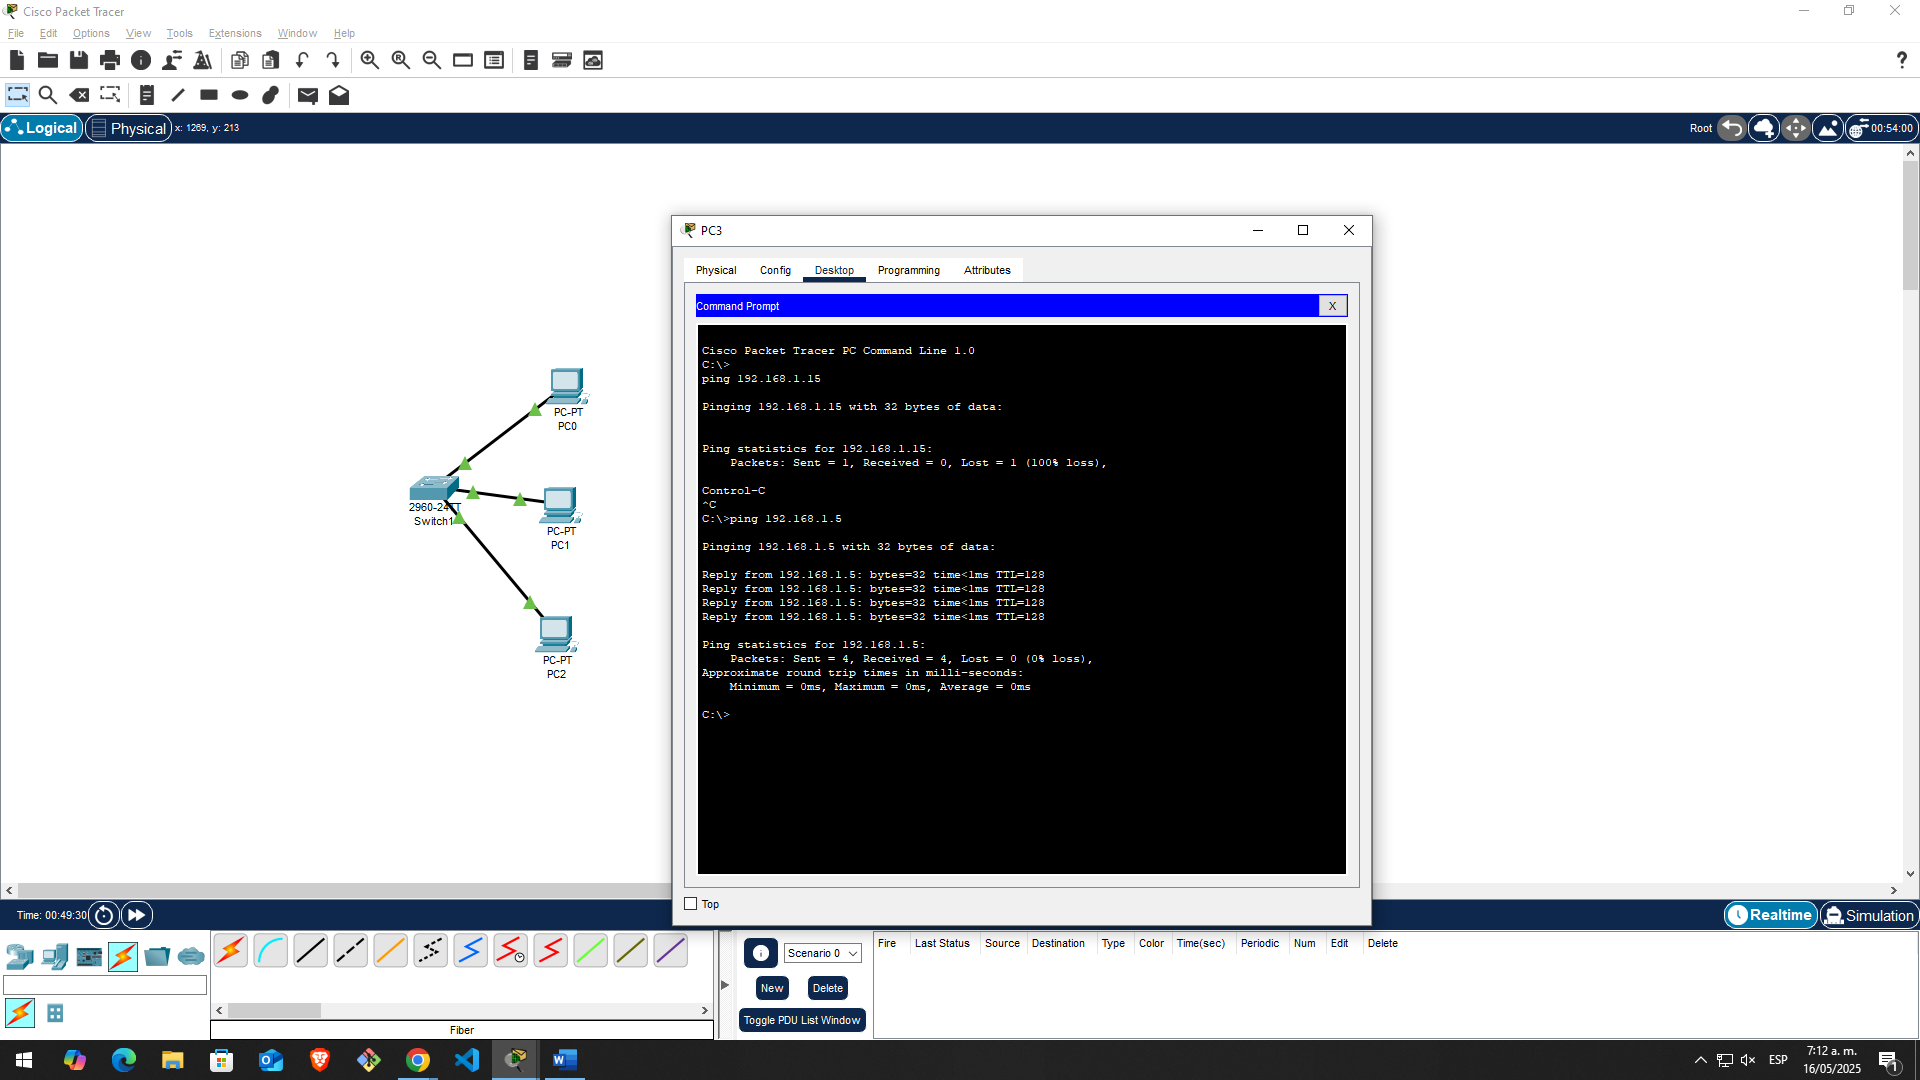 Cisco Packet Tracer
File Edit Options View Tools Extensions Window Help
Logical Physical x: 1269, y: 213
Root 00:54:00
PC3
Physical Config Desktop Programming Attributes
Command Prompt X
Cisco Packet Tracer PC Command Line 1.0
C:\>
ping 192.168.1.15
Pinging 192.168.1.15 with 32 bytes of data:
Ping statistics for 192.168.1.15:
Packets: Sent = 1, Received = 0, Lost = 1 (100% loss),
Control-C
^C
C:\>ping 192.168.1.5
Pinging 192.168.1.5 with 32 bytes of data:
Reply from 192.168.1.5: bytes=32 time<1ms TTL=128
Reply from 192.168.1.5: bytes=32 time<1ms TTL=128
Reply from 192.168.1.5: bytes=32 time<1ms TTL=128
Reply from 192.168.1.5: bytes=32 time<1ms TTL=128
Ping statistics for 192.168.1.5:
Packets: Sent = 4, Received = 4, Lost = 0 (0% loss),
Approximate round trip times in milli-seconds:
Minimum = 0ms, Maximum = 0ms, Average = 0ms
C:\>
Top
PC-PT
PC0
2960-24TT
Switch1
PC-PT
PC1
PC-PT
PC2
Time: 00:49:30
Realtime Simulation
Scenario 0
New Delete
Toggle PDU List Window
Fire Last Status Source Destination Type Color Time(sec) Periodic Num Edit Delete
Fiber
ESP
7:12 a. m.
16/05/2025
1